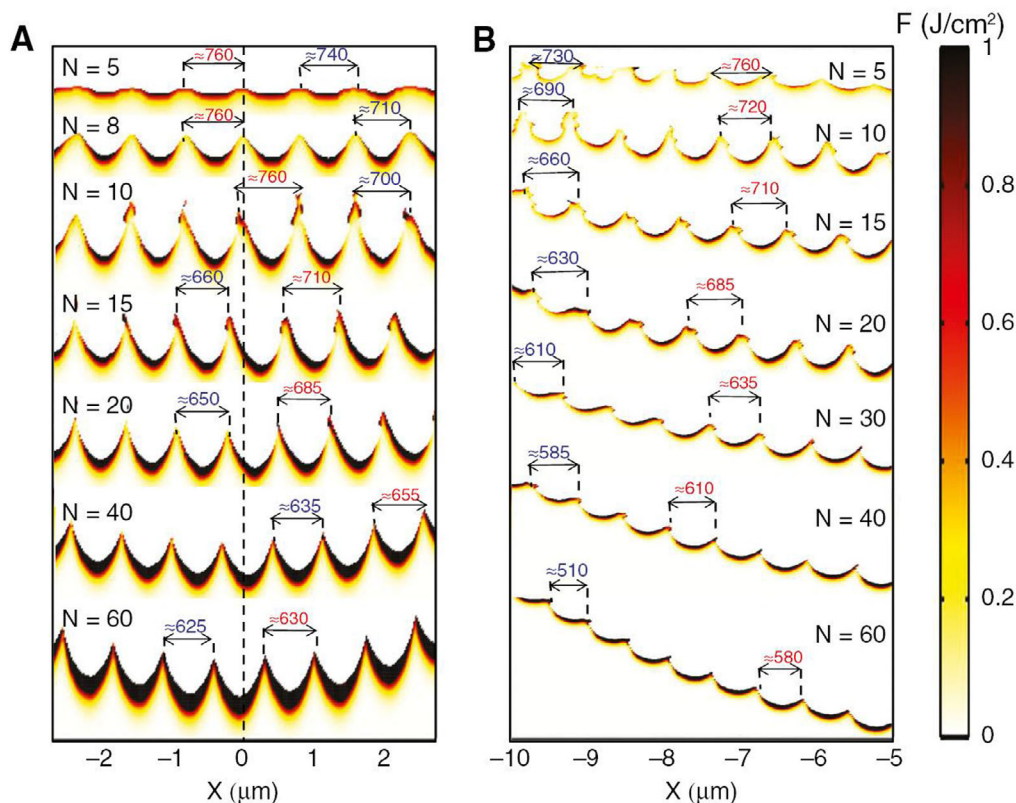 A
N = 5
≈760
≈740
N = 8
≈760
≈710
N = 10
≈760
≈700
N = 15
≈660
≈710
N = 20
≈650
≈685
N = 40
≈635
≈655
N = 60
≈625
≈630
−2
−1
0
1
2
X (μm)
B
≈730
≈760
N = 5
≈690
≈720
N = 10
≈660
≈710
N = 15
≈630
≈685
N = 20
≈610
≈635
N = 30
≈585
≈610
N = 40
≈510
≈580
N = 60
−10
−9
−8
−7
−6
−5
X (μm)
F (J/cm²)
1
0.8
0.6
0.4
0.2
0